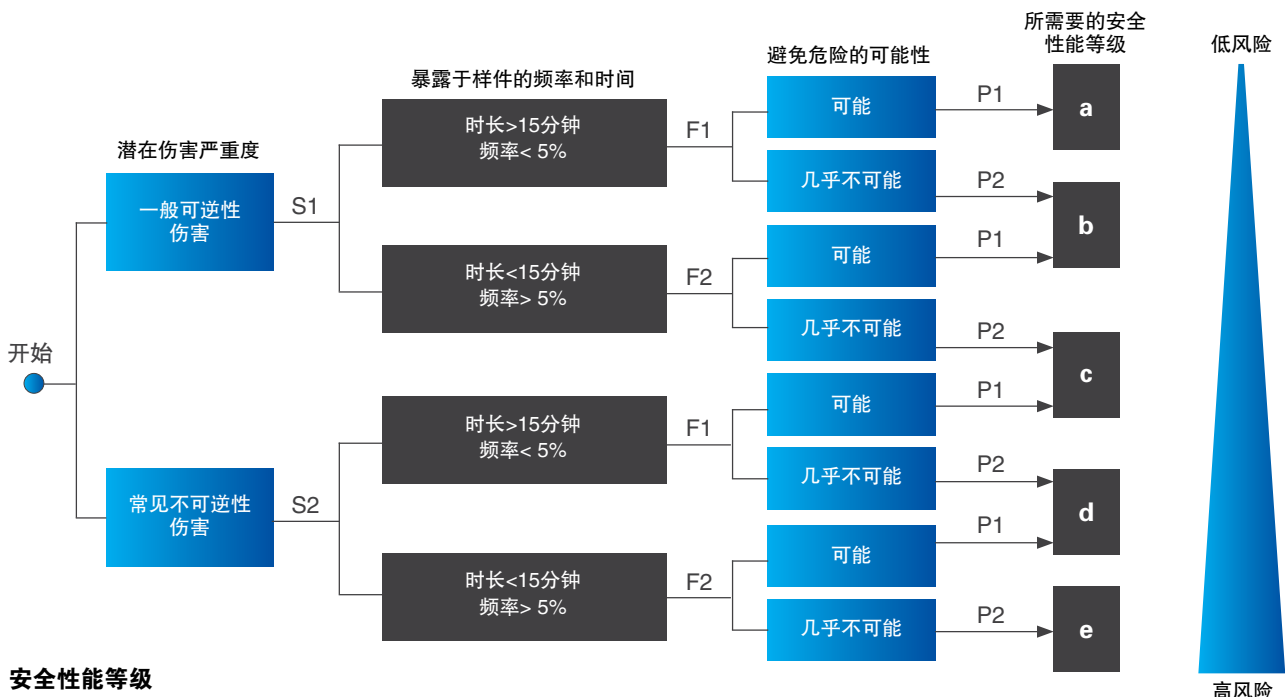 所需要的安全
性能等级
低风险
避免危险的可能性
暴露于样件的频率和时间
潜在伤害严重度
开始
一般可逆性
伤害
S1
时长>15分钟
频率< 5%
F1
可能
P1
a
几乎不可能
P2
b
时长<15分钟
频率> 5%
F2
可能
P1
几乎不可能
P2
c
常见不可逆性
伤害
S2
时长>15分钟
频率< 5%
F1
可能
P1
几乎不可能
P2
d
时长<15分钟
频率> 5%
F2
可能
P1
几乎不可能
P2
e
安全性能等级
高风险